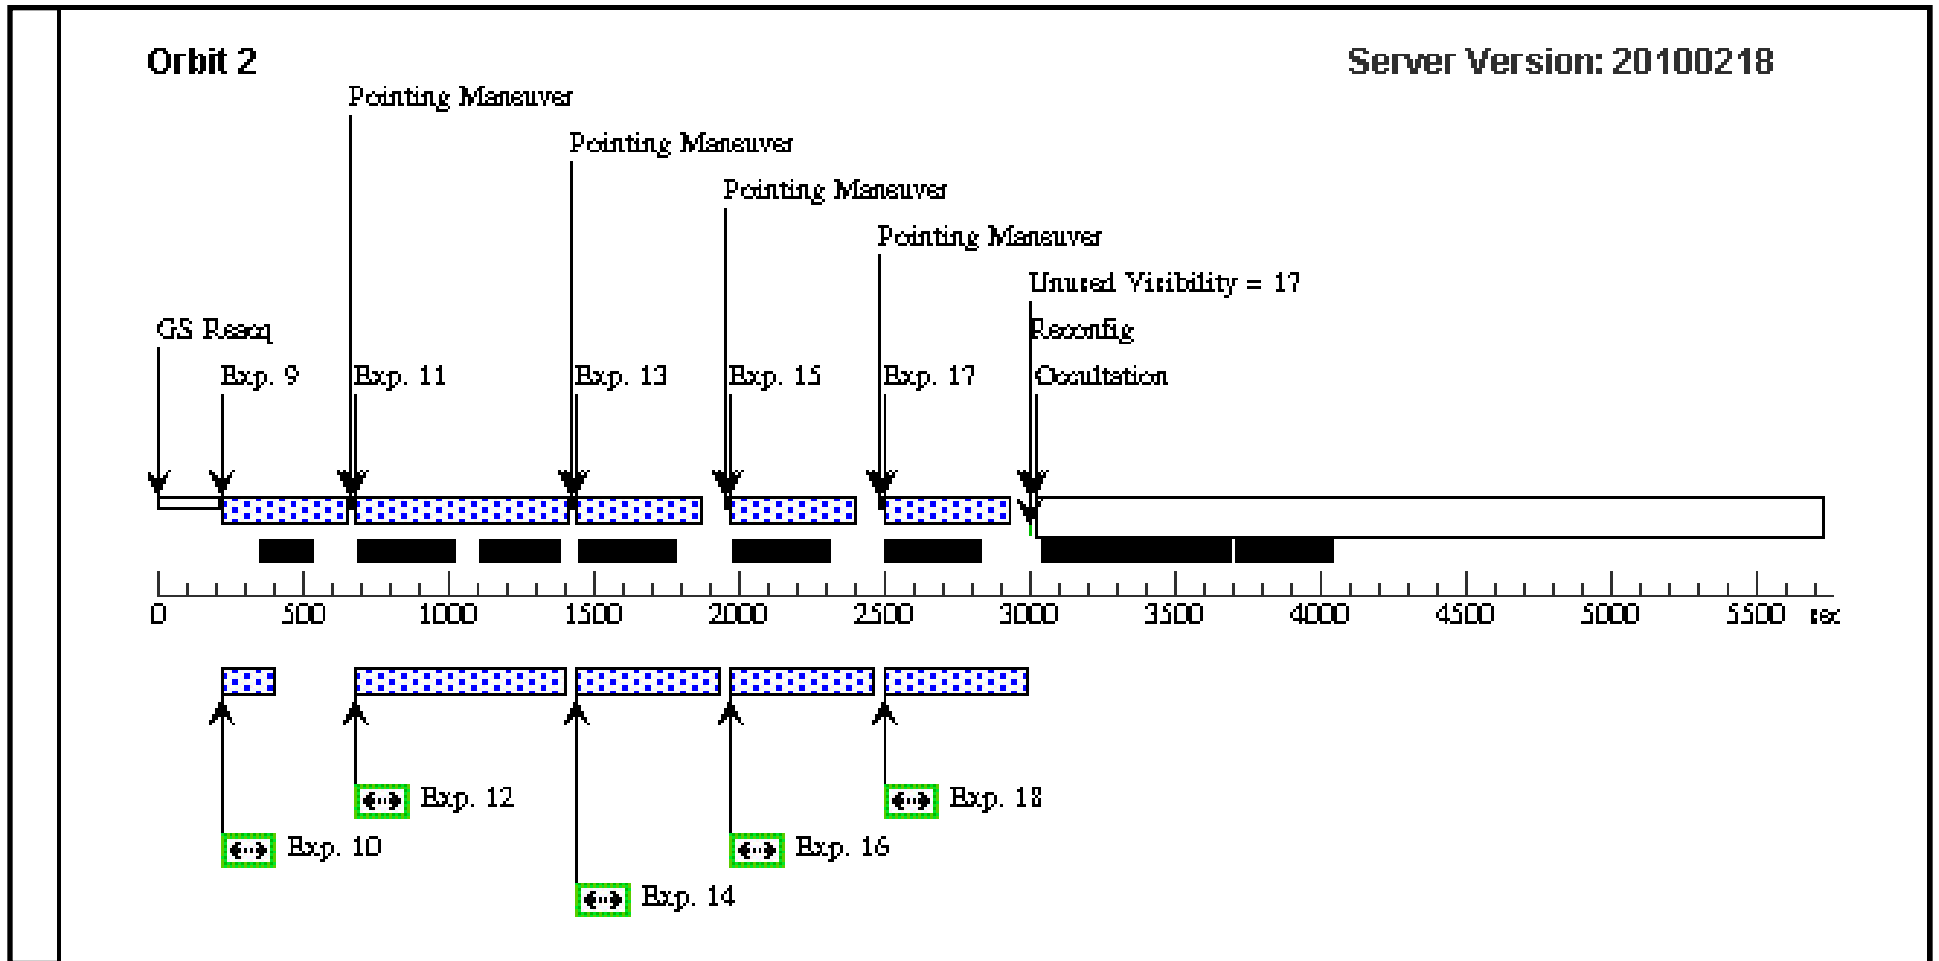 Orbit 2
Server Version: 20100218
Pointing Maneuver
Pointing Maneuver
Pointing Maneuver
Pointing Maneuver
Unused Visibility = 17
GS Reacq
Reconfig
Exp. 9
Exp. 11
Exp. 13
Exp. 15
Exp. 17
Occultation
0 500 1000 1500 2000 2500 3000 3500 4000 4500 5000 5500 sec
Exp. 12
Exp. 18
Exp. 10
Exp. 16
Exp. 14